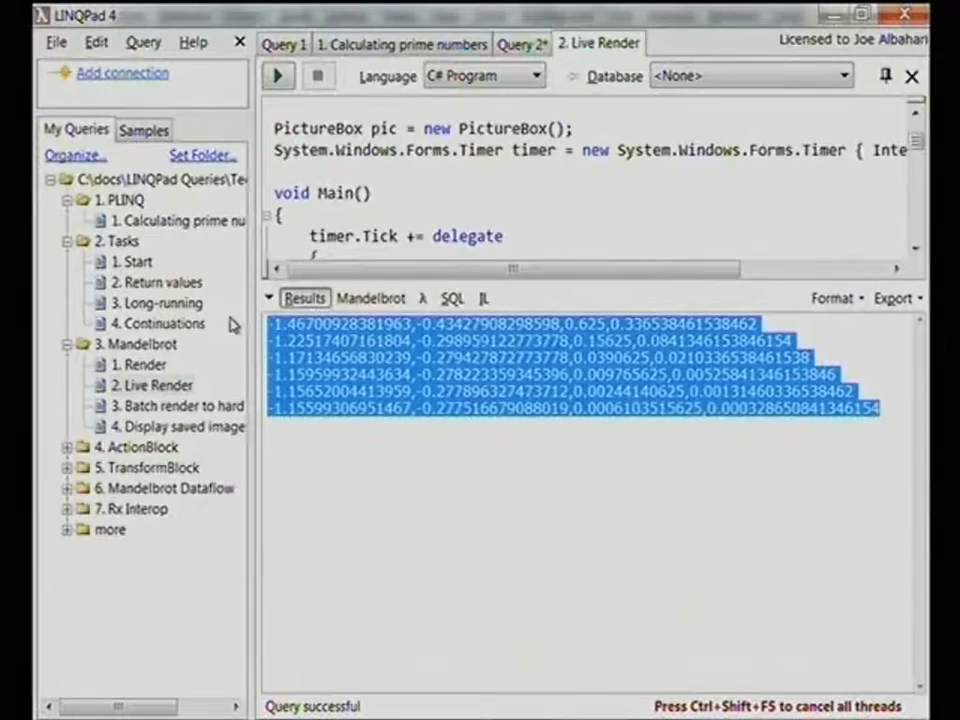 LINQPad 4
File Edit Query Help
Query 1 1. Calculating prime numbers Query 2* 2. Live Render
Licensed to Joe Albahari
Add connection
Language C# Program Database <None>
My Queries Samples
Organize... Set Folder...
C:\docs\LINQPad Queries\Te
1. PLINQ
1. Calculating prime nu
2. Tasks
1. Start
2. Return values
3. Long-running
4. Continuations
3. Mandelbrot
1. Render
2. Live Render
3. Batch render to hard
4. Display saved image
4. ActionBlock
5. TransformBlock
6. Mandelbrot Dataflow
7. Rx Interop
more
PictureBox pic = new PictureBox();
System.Windows.Forms.Timer timer = new System.Windows.Forms.Timer { Inte
void Main()
{
timer.Tick += delegate
{
Results Mandelbrot λ SQL IL Format Export
-1.46700928381963,-0.43427908298598,0.625,0.336538461538462
-1.22517407161804,-0.298959122773778,0.15625,0.0841346153846154
-1.17134656830239,-0.279428772773778,0.0390625,0.0210336538461538
-1.15959932443634,-0.278223359345396,0.009765625,0.00525841346153846
-1.15652004413959,-0.277896327473712,0.00244140625,0.00131460336538462
-1.15599306951467,-0.277516679088019,0.0006103515625,0.000328650841346154
Query successful
Press Ctrl+Shift+F5 to cancel all threads